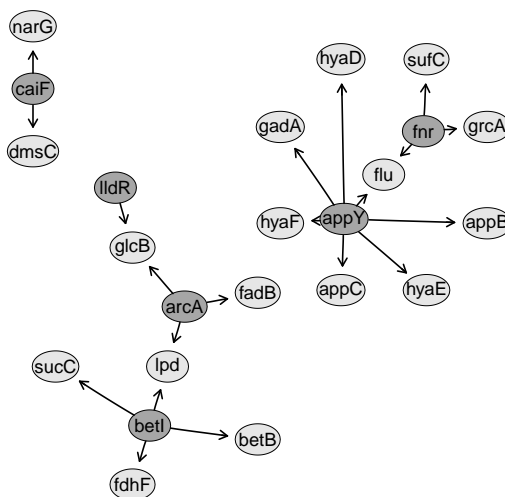 narG
hyaD
sufC
caiF
gadA
fnr
grcA
dmsC
flu
lldR
hyaF
appY
appB
glcB
appC
hyaE
fadB
arcA
sucC
lpd
betI
betB
fdhF